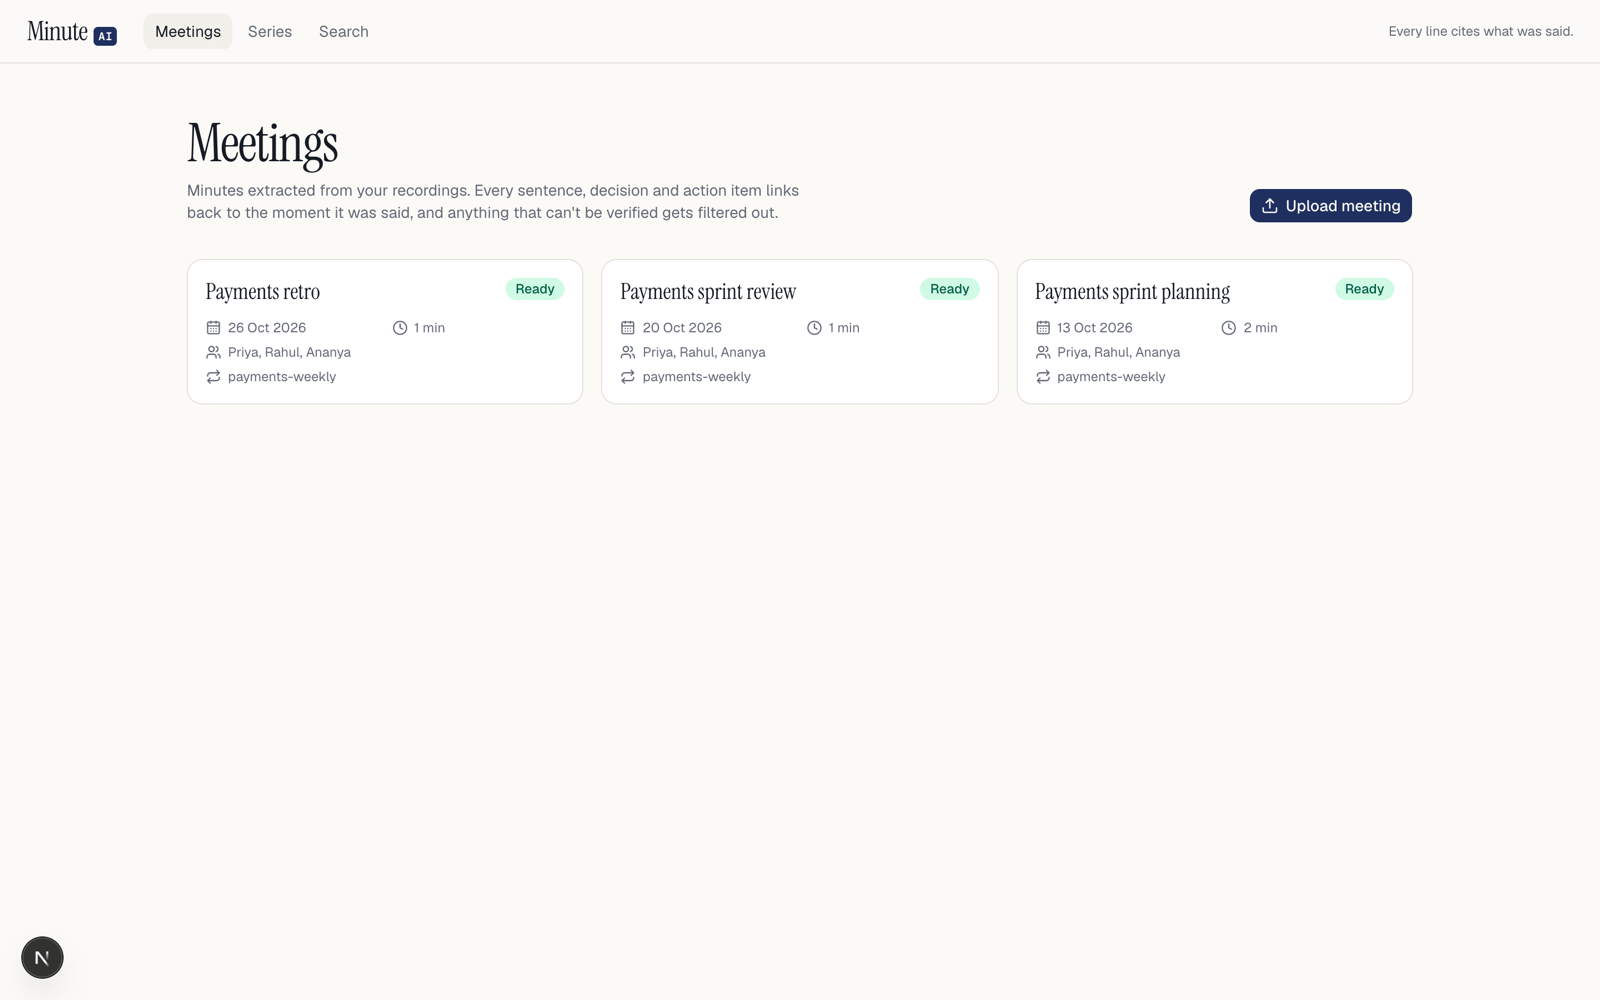 Minute AI
Meetings
Series
Search
Every line cites what was said.
Meetings
Minutes extracted from your recordings. Every sentence, decision and action item links
back to the moment it was said, and anything that can't be verified gets filtered out.
Upload meeting
Payments retro
Ready
26 Oct 2026
1 min
Priya, Rahul, Ananya
payments-weekly
Payments sprint review
Ready
20 Oct 2026
1 min
Priya, Rahul, Ananya
payments-weekly
Payments sprint planning
Ready
13 Oct 2026
2 min
Priya, Rahul, Ananya
payments-weekly
N